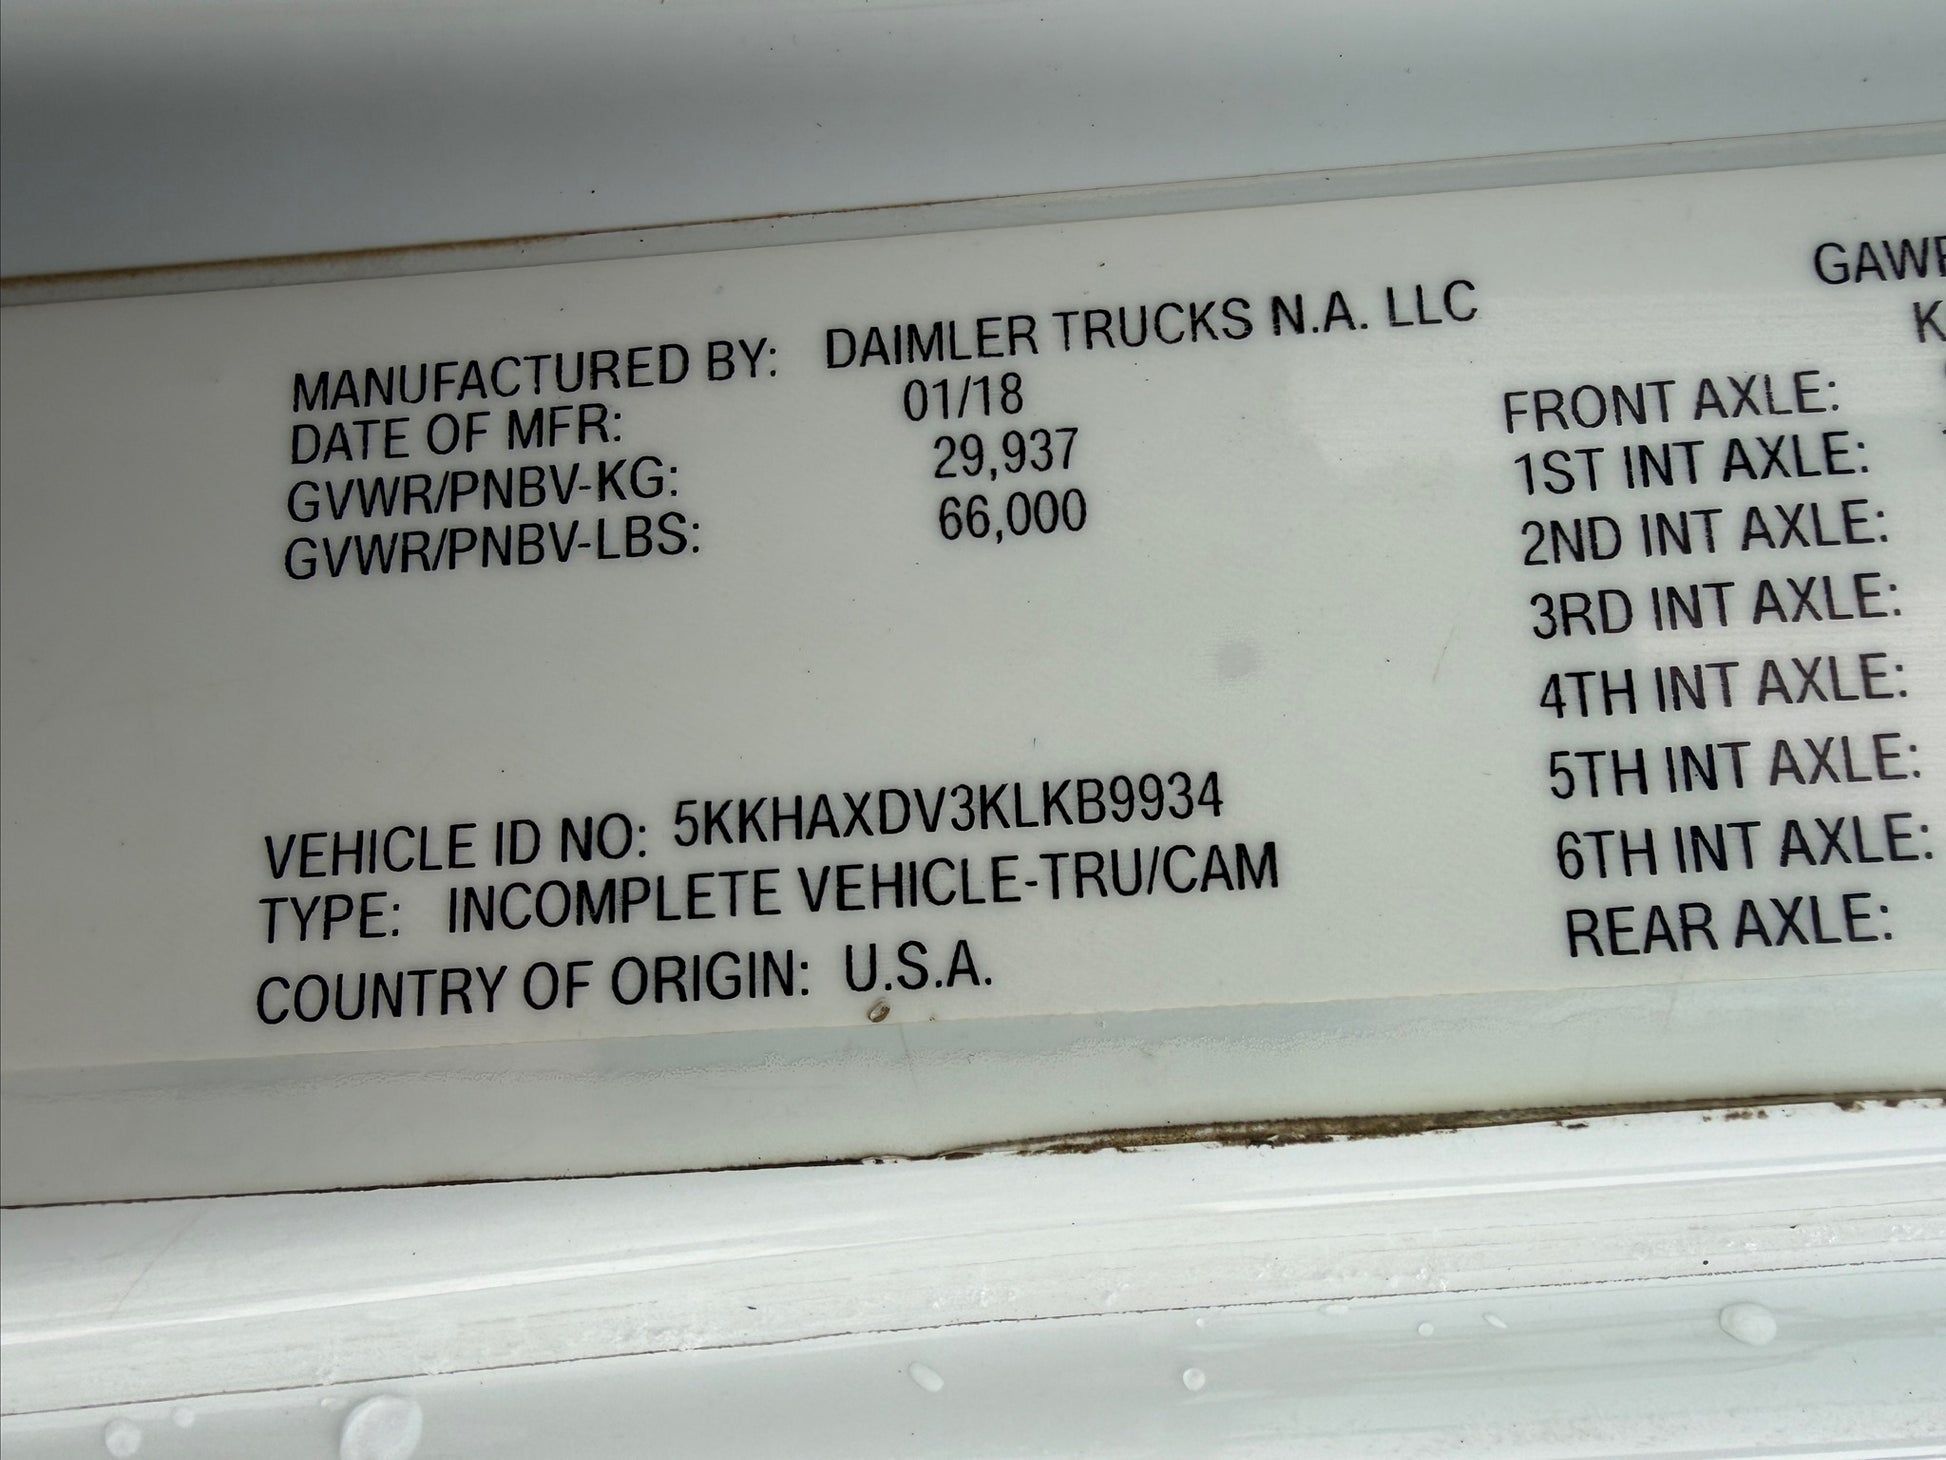 MANUFACTURED BY: DAIMLER TRUCKS N.A. LLC
DATE OF MFR: 01/18
GVWR/PNBV-KG: 29,937
GVWR/PNBV-LBS: 66,000
VEHICLE ID NO: 5KKHAXDV3KLKB9934
TYPE: INCOMPLETE VEHICLE-TRU/CAM
COUNTRY OF ORIGIN: U.S.A.
GAWR
K
FRONT AXLE:
1ST INT AXLE:
2ND INT AXLE:
3RD INT AXLE:
4TH INT AXLE:
5TH INT AXLE:
6TH INT AXLE:
REAR AXLE: